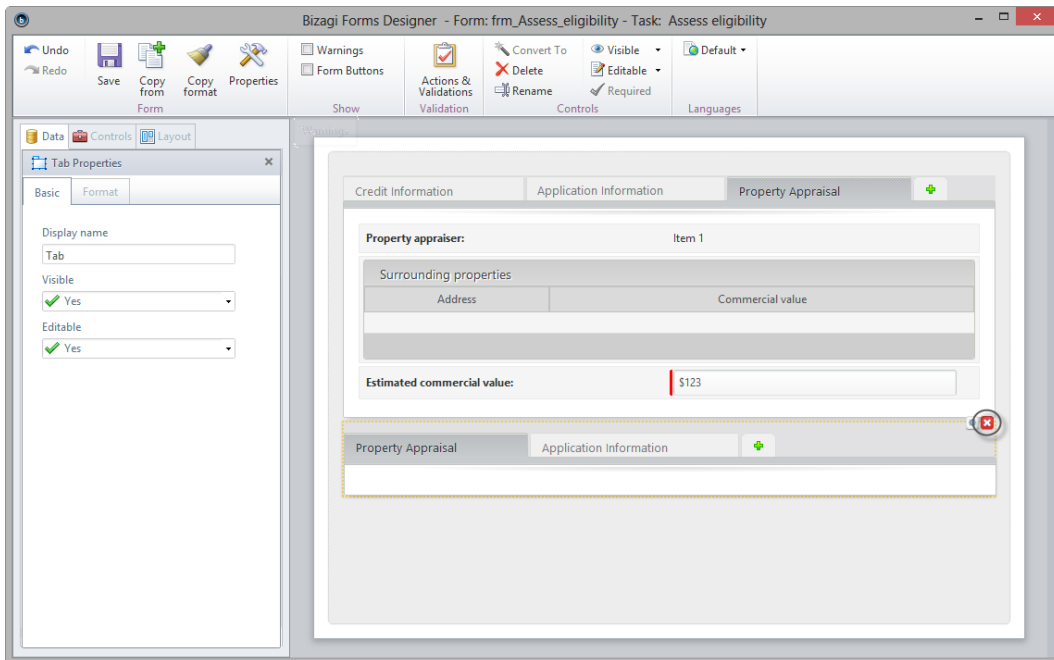 Bizagi Forms Designer - Form: frm_Assess_eligibility - Task: Assess eligibility
Undo
Redo
Save
Copy from
Copy format
Properties
Form
Warnings
Form Buttons
Show
Actions & Validations
Validation
Convert To
Delete
Rename
Visible
Editable
Required
Controls
Default
Languages
Data
Controls
Layout
Tab Properties
Basic
Format
Display name
Tab
Visible
Yes
Editable
Yes
Credit Information
Application Information
Property Appraisal
Property appraiser:
Item 1
Surrounding properties
Address
Commercial value
Estimated commercial value:
$123
Property Appraisal
Application Information